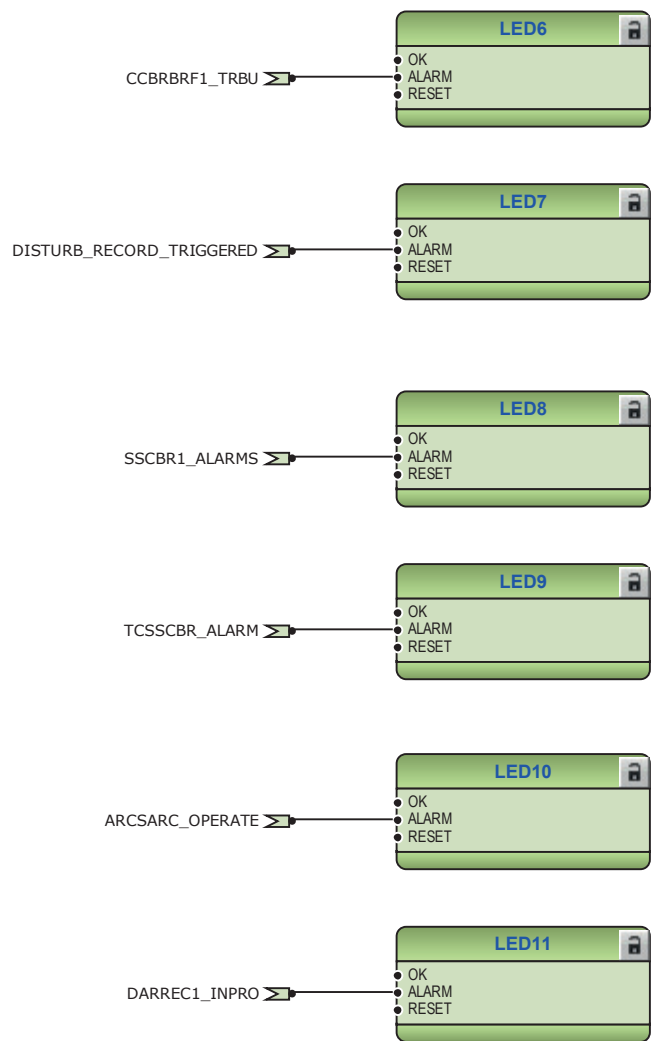 LED6
OK
CCBRBRF1_TRBU
ALARM
RESET
LED7
OK
DISTURB_RECORD_TRIGGERED
ALARM
RESET
LED8
OK
SSCBR1_ALARMS
ALARM
RESET
LED9
OK
TCSSCBR_ALARM
ALARM
RESET
LED10
OK
ARCSARC_OPERATE
ALARM
RESET
LED11
OK
DARREC1_INPRO
ALARM
RESET